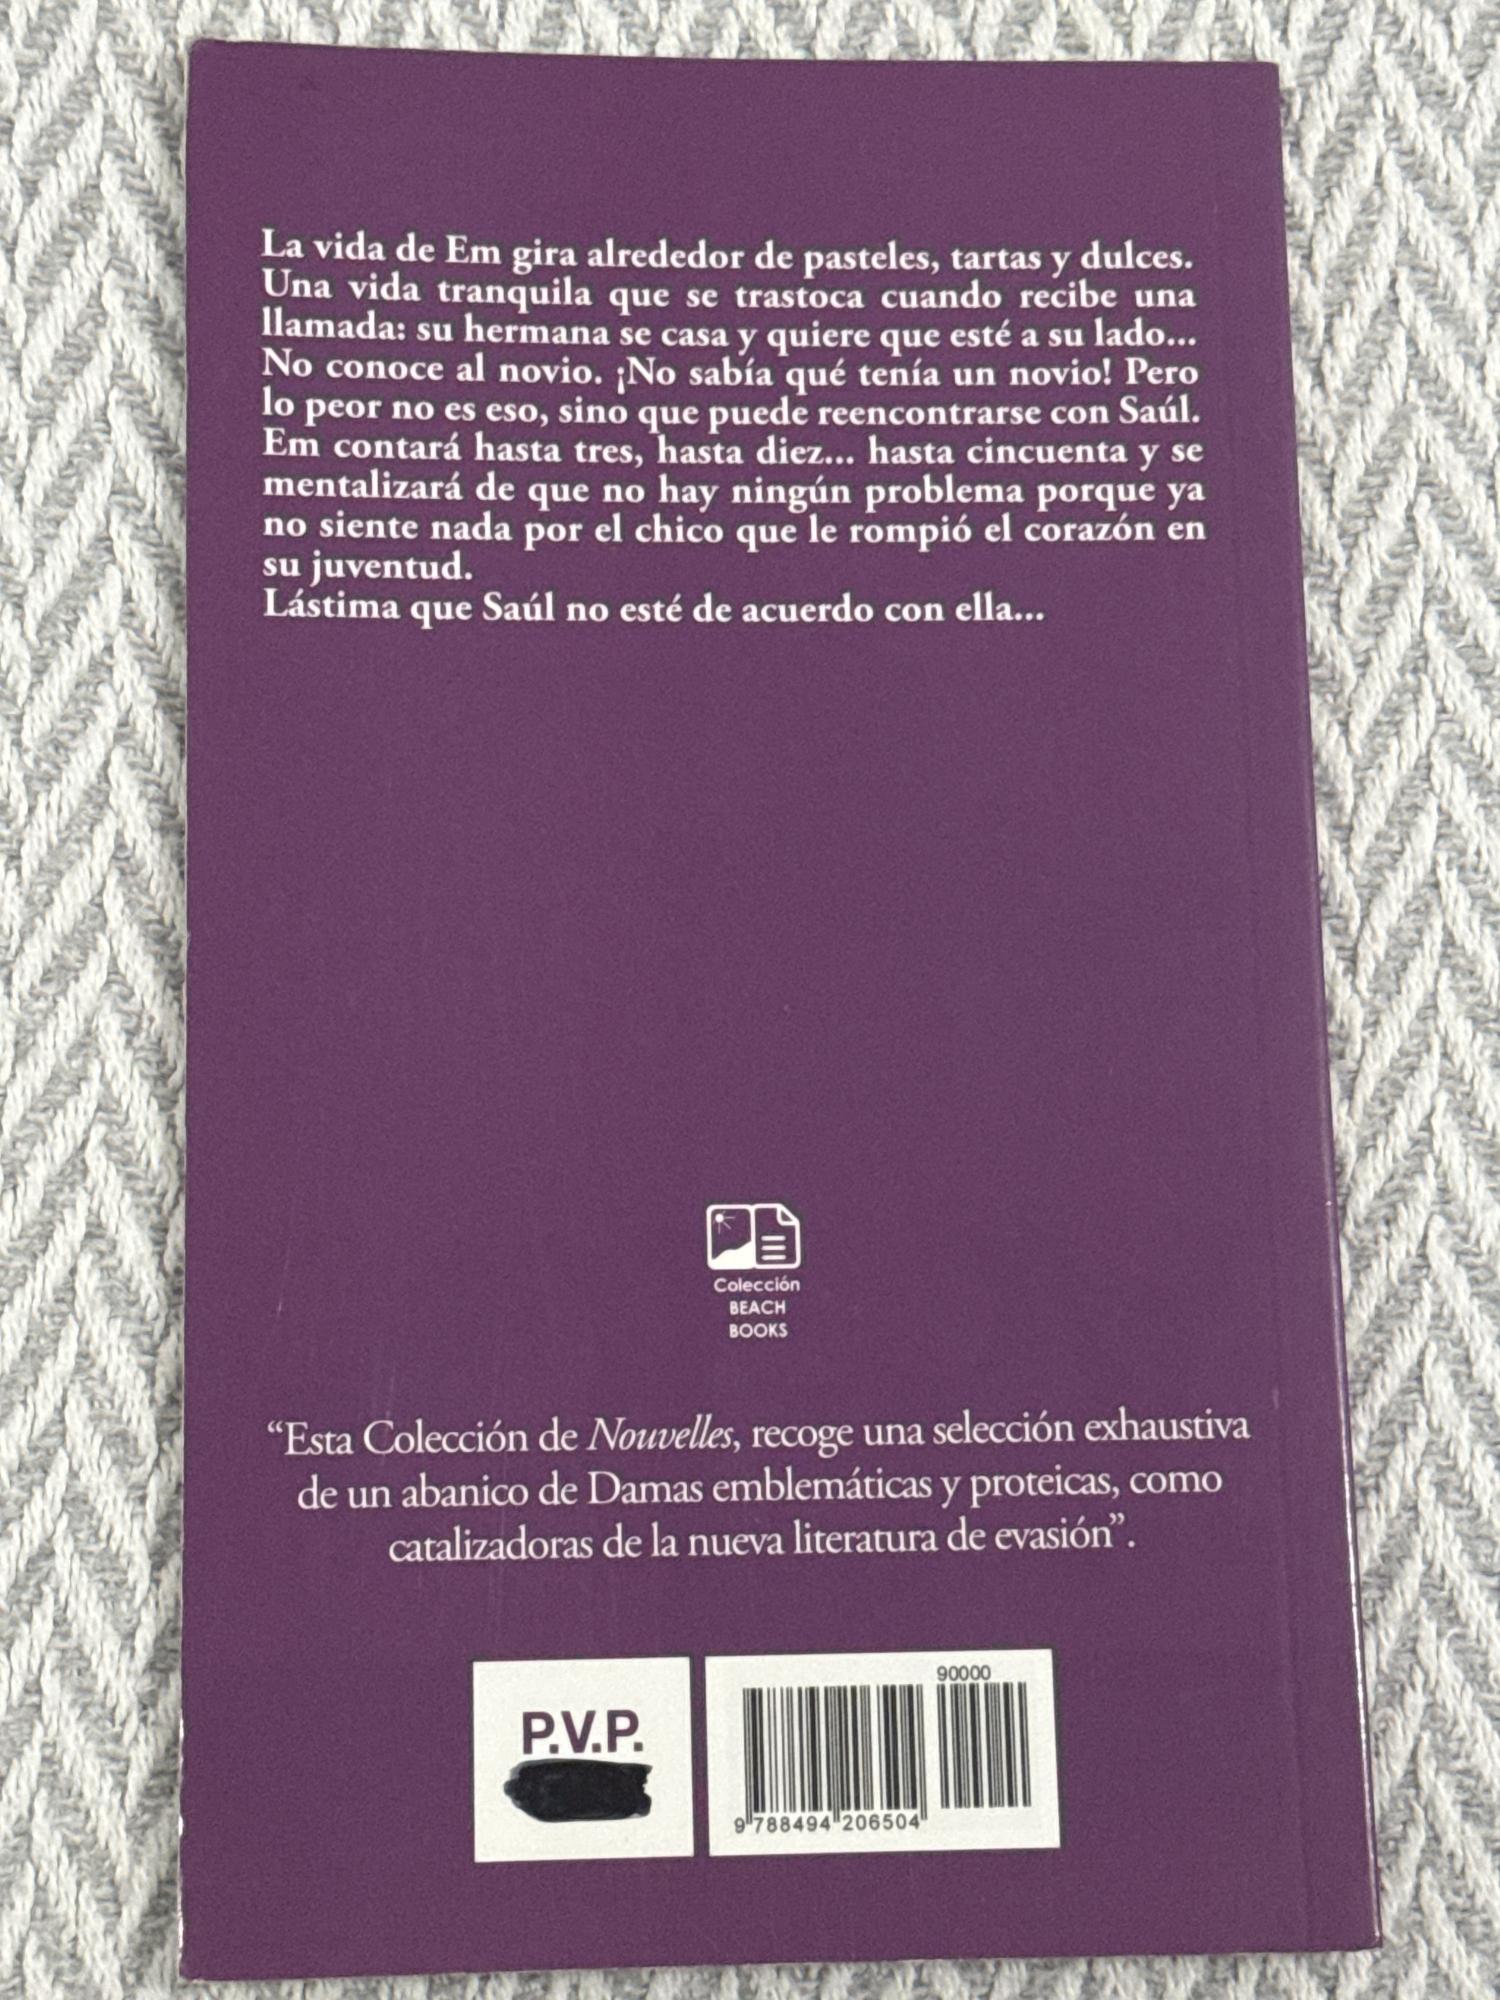 La vida de Em gira alrededor de pasteles, tartas y dulces.
Una vida tranquila que se trastoca cuando recibe una
llamada: su hermana se casa y quiere que esté a su lado...
No conoce al novio. ¡No sabía qué tenía un novio! Pero
lo peor no es eso, sino que puede reencontrarse con Saúl.
Em contará hasta tres, hasta diez... hasta cincuenta y se
mentalizará de que no hay ningún problema porque ya
no siente nada por el chico que le rompió el corazón en
su juventud.
Lástima que Saúl no esté de acuerdo con ella...
Colección
BEACH
BOOKS
“Esta Colección de Nouvelles, recoge una selección exhaustiva
de un abanico de Damas emblemáticas y proteicas, como
catalizadoras de la nueva literatura de evasión”.
P.V.P.
90000
9 788494 206504